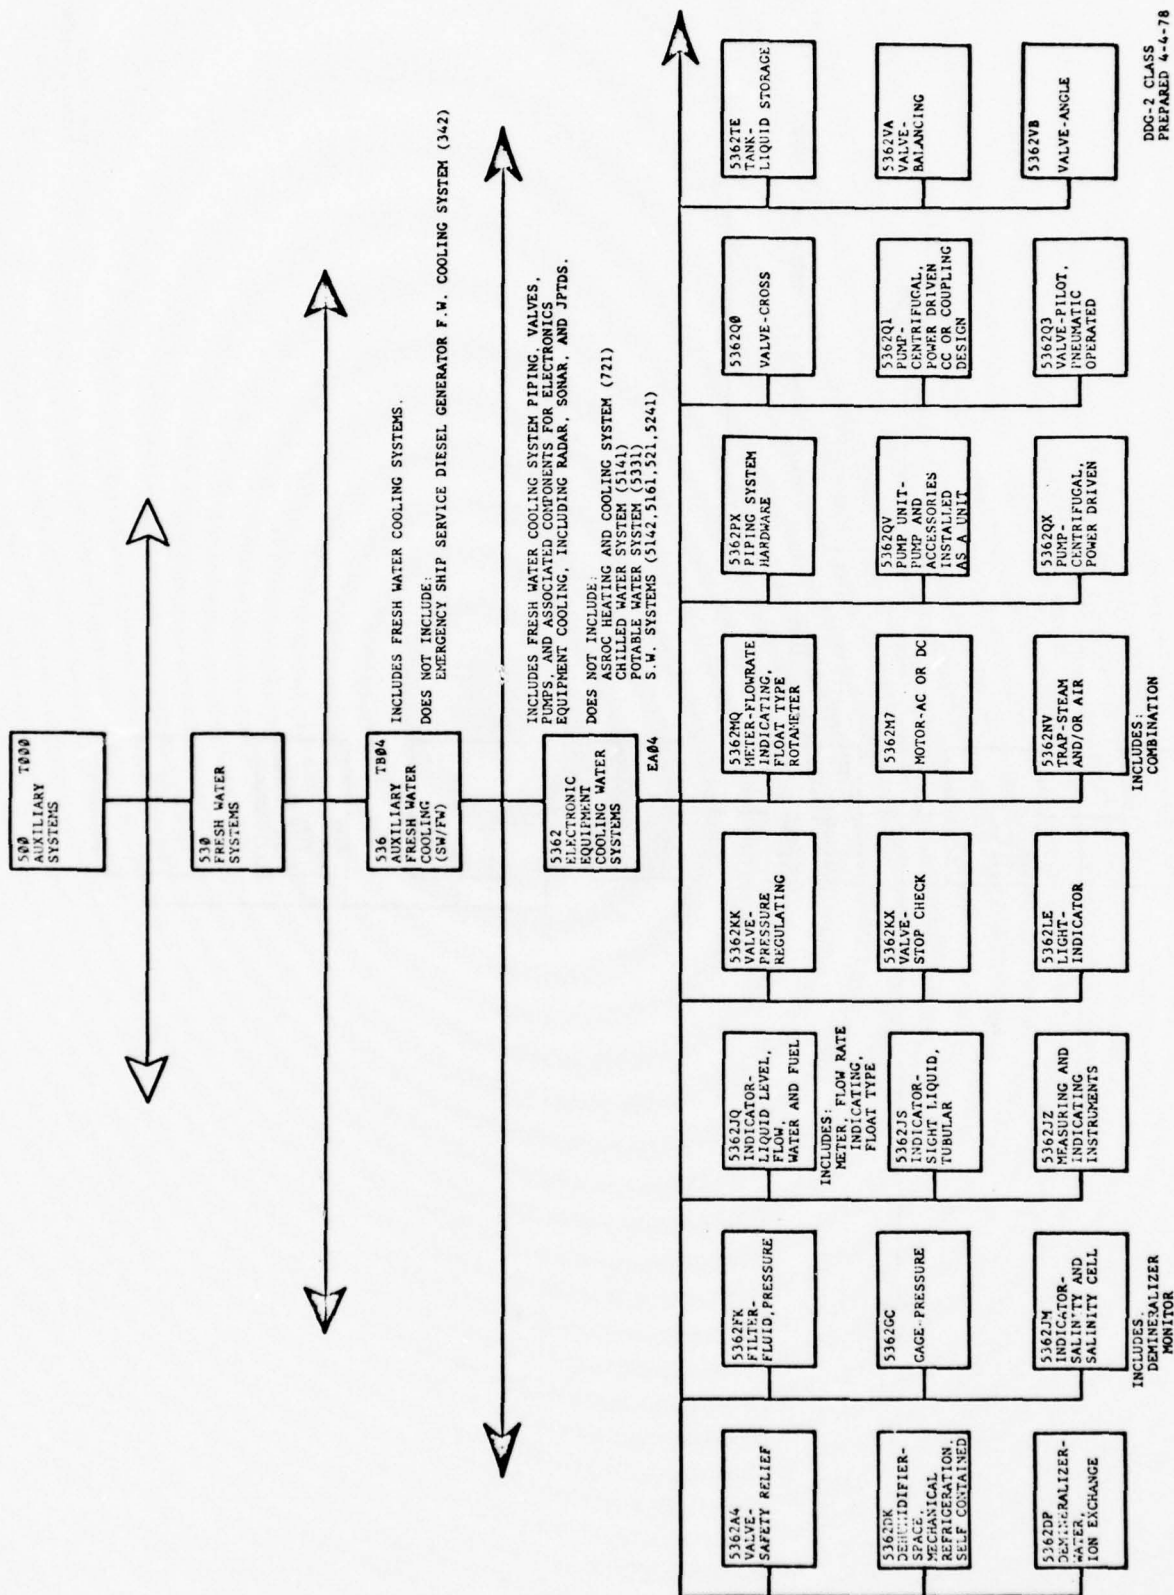 500 T000
AUXILIARY
SYSTEMS
530
FRESH WATER
SYSTEMS
536 TB04
AUXILIARY
FRESH WATER
COOLING
(SW/FW)
INCLUDES FRESH WATER COOLING SYSTEMS.
DOES NOT INCLUDE:
EMERGENCY SHIP SERVICE DIESEL GENERATOR F.W. COOLING SYSTEM (342)
5362
ELECTRONIC
EQUIPMENT
COOLING WATER
SYSTEMS
EA04
INCLUDES FRESH WATER COOLING SYSTEM PIPING, VALVES,
PUMPS, AND ASSOCIATED COMPONENTS FOR ELECTRONICS
EQUIPMENT COOLING, INCLUDING RADAR, SONAR, AND JPTDS.
DOES NOT INCLUDE:
ASROC HEATING AND COOLING SYSTEM (721)
CHILLED WATER SYSTEM (5141)
POTABLE WATER SYSTEM (5331)
S.W. SYSTEMS (5142,5161,521,5241)
5362A4
VALVE-
SAFETY RELIEF
5362DK
DEHUMIDIFIER-
SPACE,
MECHANICAL
REFRIGERATION,
SELF CONTAINED
5362DP
DEMINERALIZER-
WATER,
ION EXCHANGE
5362FK
FILTER-
FLUID,PRESSURE
5362GC
GAGE-PRESSURE
5362JM
INDICATOR-
SALINITY AND
SALINITY CELL
INCLUDES:
DEMINERALIZER
MONITOR
5362JQ
INDICATOR-
LIQUID LEVEL,
FLOW,
WATER AND FUEL
INCLUDES:
METER, FLOW RATE
INDICATING,
FLOAT TYPE
5362JS
INDICATOR-
SIGHT LIQUID,
TUBULAR
5362JZ
MEASURING AND
INDICATING
INSTRUMENTS
5362KK
VALVE-
PRESSURE
REGULATING
5362KX
VALVE-
STOP CHECK
5362LE
LIGHT-
INDICATOR
5362MQ
METER-FLOWRATE
INDICATING,
FLOAT TYPE
ROTAMETER
5362M7
MOTOR-AC OR DC
5362NV
TRAP-STEAM
AND/OR AIR
INCLUDES:
COMBINATION
5362PX
PIPING SYSTEM
HARDWARE
5362QV
PUMP UNIT-
PUMP AND
ACCESSORIES
INSTALLED
AS A UNIT
5362QX
PUMP-
CENTRIFUGAL,
POWER DRIVEN
5362Q0
VALVE-CROSS
5362Q1
PUMP-
CENTRIFUGAL,
POWER DRIVEN
CC OR COUPLING
DESIGN
5362Q3
VALVE-PILOT,
PNEUMATIC
OPERATED
5362TE
TANK-
LIQUID STORAGE
5362VA
VALVE-
BALANCING
5362VB
VALVE-ANGLE
DDG-2 CLASS
PREPARED 4-4-78